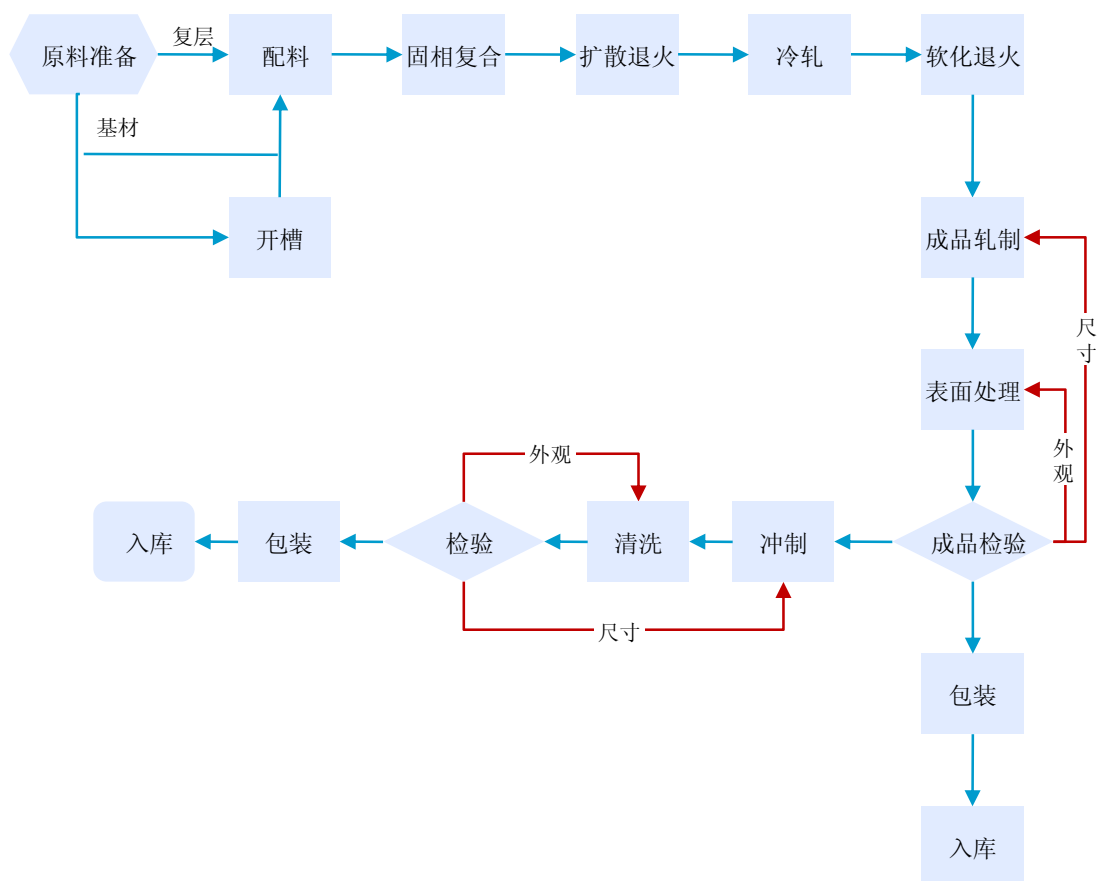 原料准备
复层
配料
固相复合
扩散退火
冷轧
软化退火
基材
开槽
成品轧制
尺寸
表面处理
外观
外观
入库
包装
检验
清洗
冲制
成品检验
尺寸
包装
入库